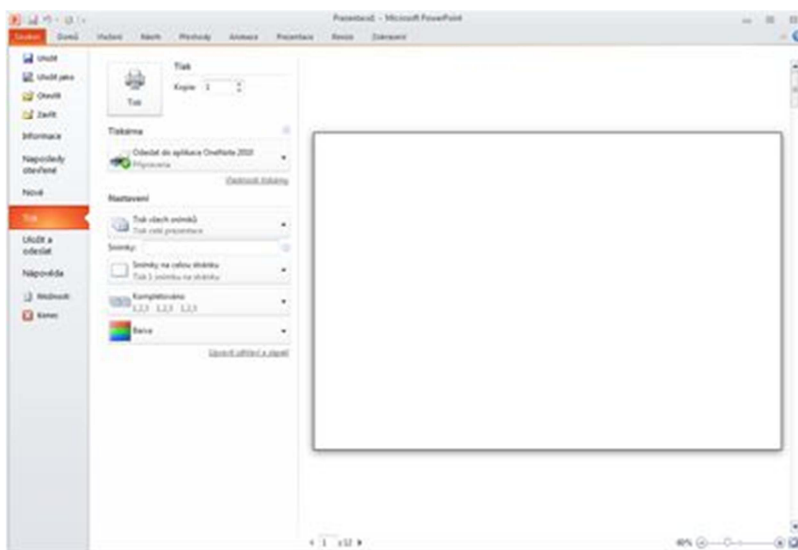 Prezentace1 - Microsoft PowerPoint
Soubor Domů Vložení Návrh Přechody Animace Prezentace Revize Zobrazení
Uložit
Uložit jako
Otevřít
Zavřít
Informace
Naposledy
otevřené
Nové
Tisk
Uložit a
odeslat
Nápověda
Možnosti
Konec
Tisk
Kopie: 1
Tisk
Tiskárna
Odeslat do aplikace OneNote 2010
Připravena
Vlastnosti tiskárny
Nastavení
Tisk všech snímků
Tisk celé prezentace
Snímky:
Snímky na celou stránku
Tisk 1 snímku na stránku
Kompletováno
1,2,3 1,2,3 1,2,3
Barva
Upravit záhlaví a zápatí
1 z 12